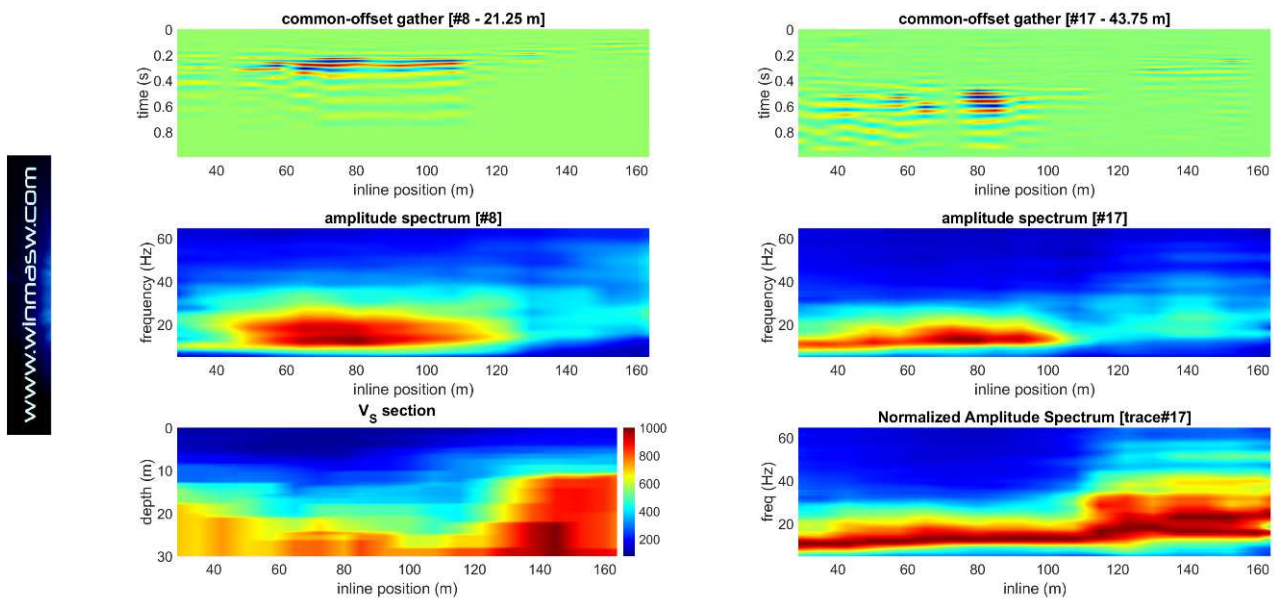 www.winmasw.com
common-offset gather [#8 - 21.25 m]
0
0.2
0.4
0.6
0.8
time (s)
40 60 80 100 120 140 160
inline position (m)
common-offset gather [#17 - 43.75 m]
0
0.2
0.4
0.6
0.8
time (s)
40 60 80 100 120 140 160
inline position (m)
amplitude spectrum [#8]
60
40
20
frequency (Hz)
40 60 80 100 120 140 160
inline position (m)
amplitude spectrum [#17]
60
40
20
frequency (Hz)
40 60 80 100 120 140 160
inline position (m)
V_S section
0
10
20
30
depth (m)
40 60 80 100 120 140 160
inline position (m)
1000
800
600
400
200
Normalized Amplitude Spectrum [trace#17]
60
40
20
freq (Hz)
40 60 80 100 120 140 160
inline (m)